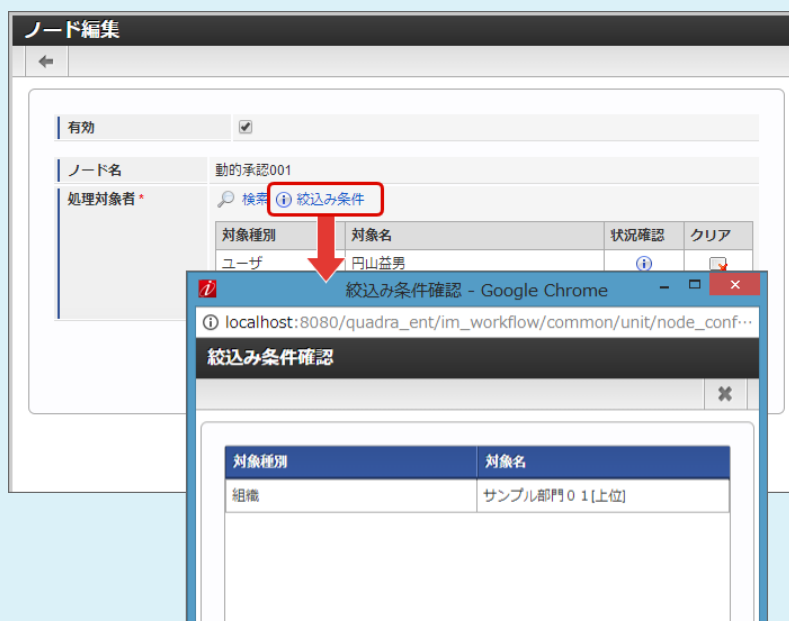 ノード編集
有効
ノード名 動的承認001
処理対象者* 検索 絞込み条件
対象種別 対象名 状況確認 クリア
ユーザ 円山益男
絞込み条件確認 - Google Chrome
localhost:8080/quadra_ent/im_workflow/common/unit/node_conf…
絞込み条件確認
対象種別 対象名
組織 サンプル部門01[上位]